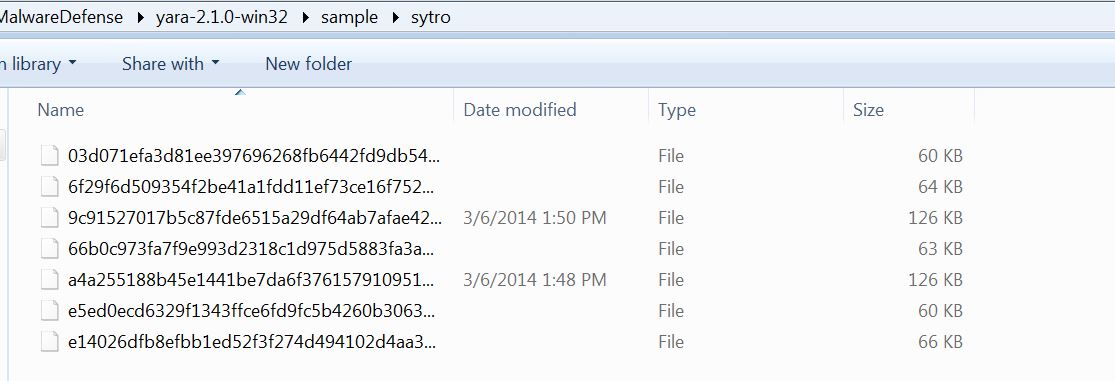 MalwareDefense ▸ yara-2.1.0-win32 ▸ sample ▸ sytro
n library Share with New folder
Name Date modified Type Size
03d071efa3d81ee397696268fb6442fd9db54... File 60 KB
6f29f6d509354f2be41a1fdd11ef73ce16f752... File 64 KB
9c91527017b5c87fde6515a29df64ab7afae42... 3/6/2014 1:50 PM File 126 KB
66b0c973fa7f9e993d2318c1d975d5883fa3a... File 63 KB
a4a255188b45e1441be7da6f376157910951... 3/6/2014 1:48 PM File 126 KB
e5ed0ecd6329f1343ffce6fd9fc5b4260b3063... File 60 KB
e14026dfb8efbb1ed52f3f274d494102d4aa3... File 66 KB